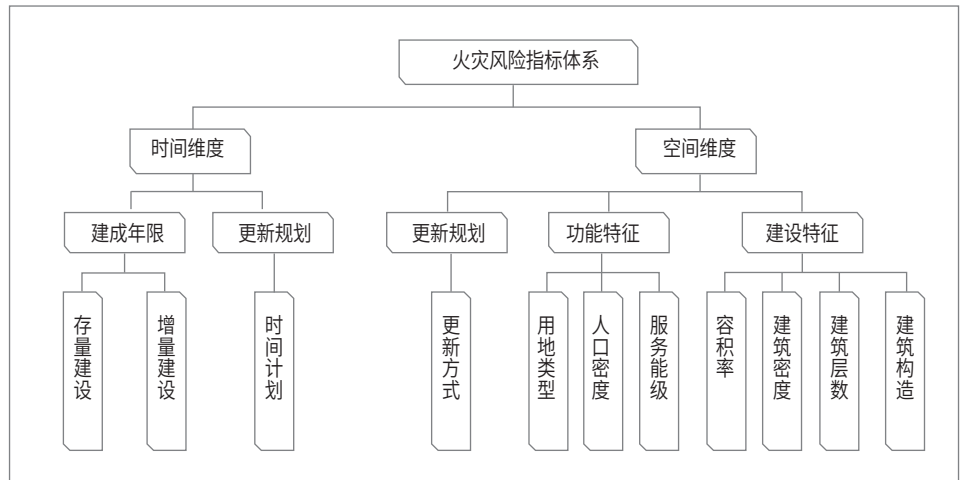 火灾风险指标体系
时间维度
空间维度
建成年限
更新规划
更新规划
功能特征
建设特征
存量建设
增量建设
时间计划
更新方式
用地类型
人口密度
服务能级
容积率
建筑密度
建筑层数
建筑构造